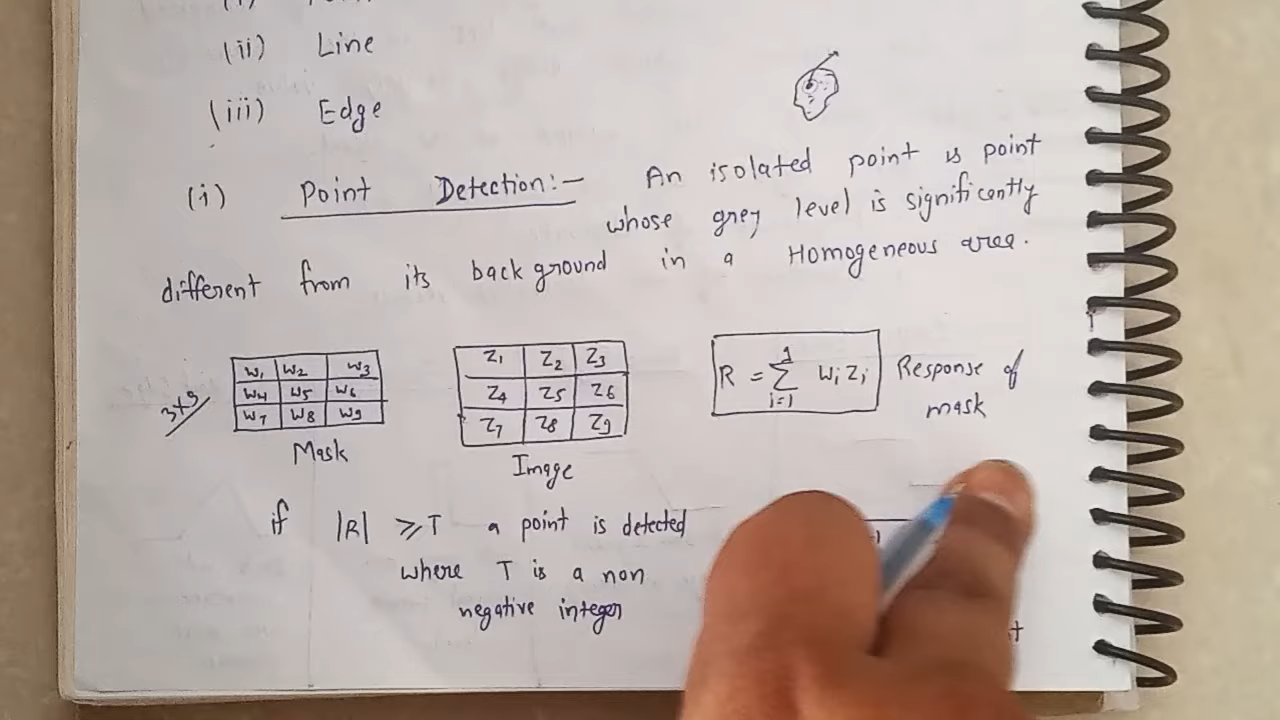 (ii) Line
(iii) Edge
(i) Point Detection:- An isolated point is point
whose grey level is significantly
different from its background in a Homogeneous area.
3×3
W1 W2 W3
W4 W5 W6
W7 W8 W9
Mask
Z1 Z2 Z3
Z4 Z5 Z6
Z7 Z8 Z9
Image
R = 9∑i=1 Wi Zi
Response of
mask
if |R| ⩾ T a point is detected
where T is a non
negative integer